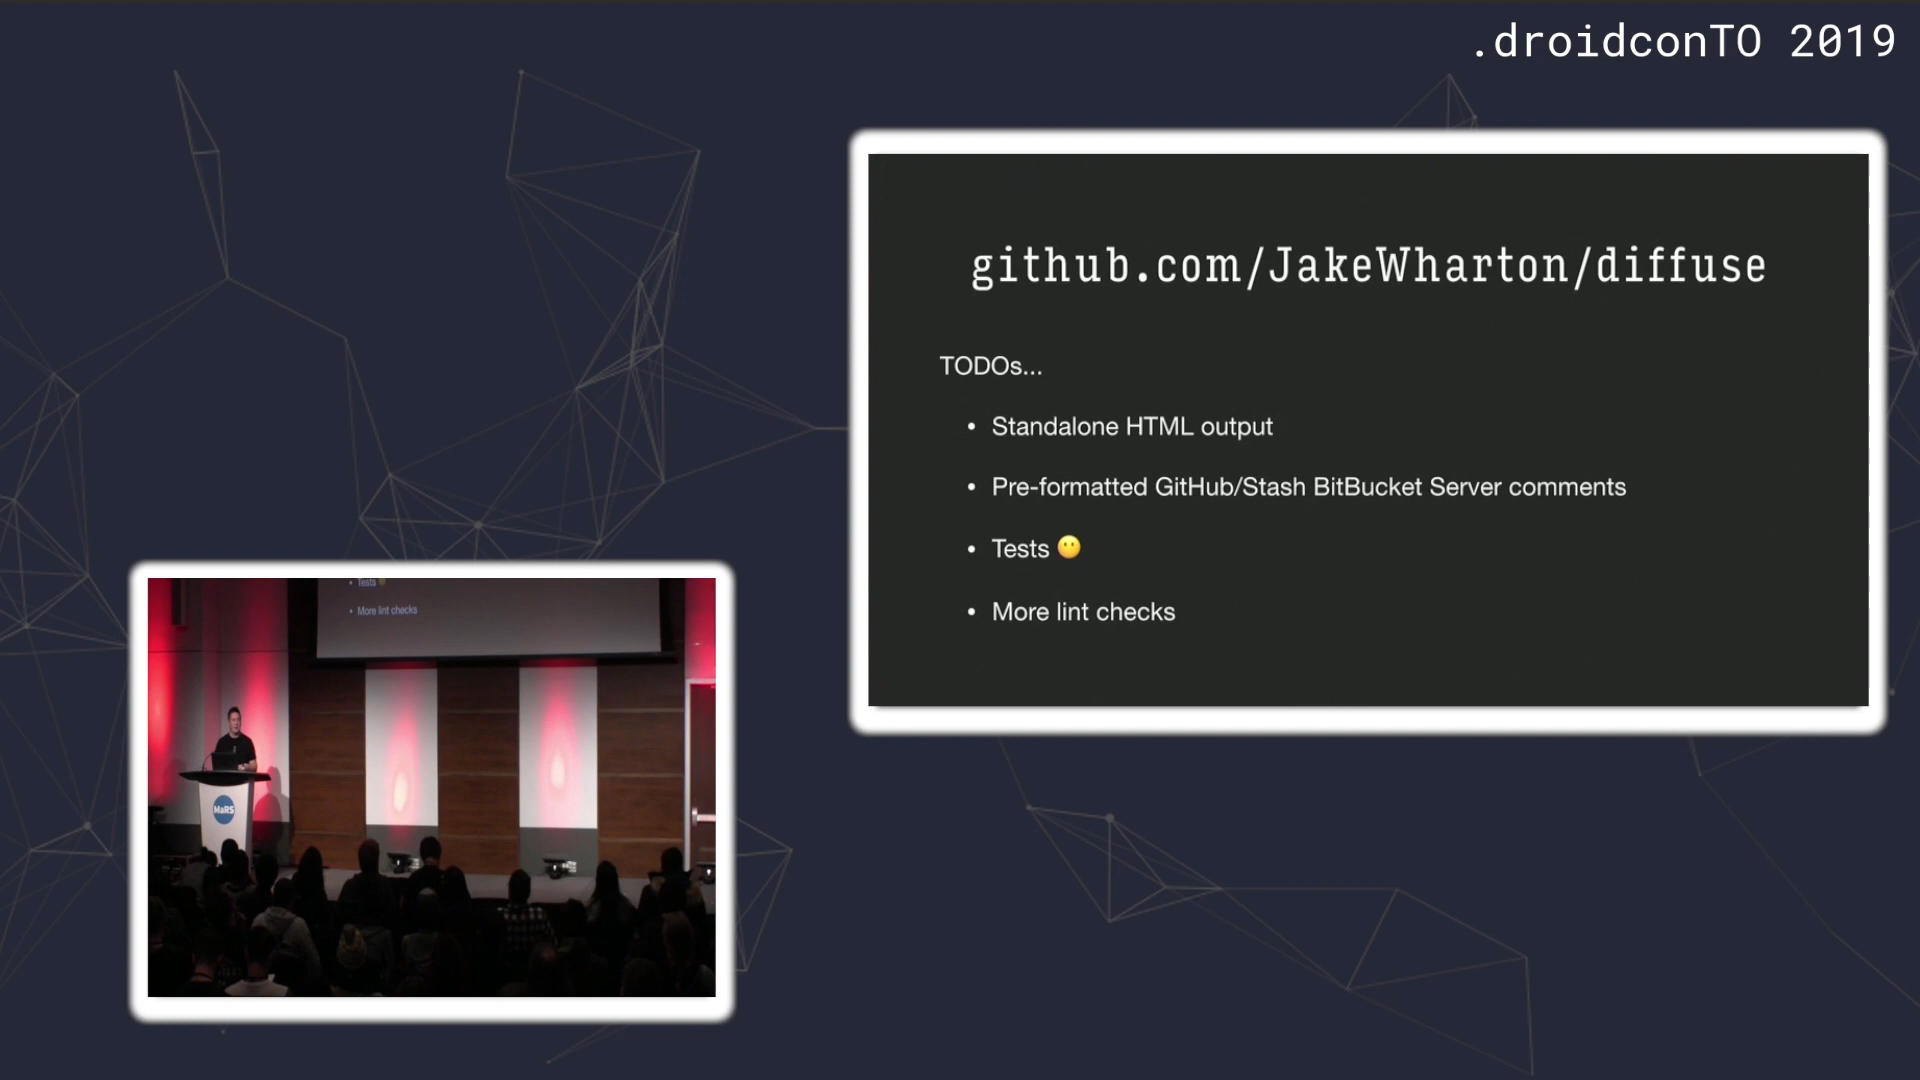 .droidconTO 2019
github.com/JakeWharton/diffuse
TODOs...
• Standalone HTML output
• Pre-formatted GitHub/Stash BitBucket Server comments
• Tests 😶
• More lint checks
• Tests
• More lint checks
MaRS